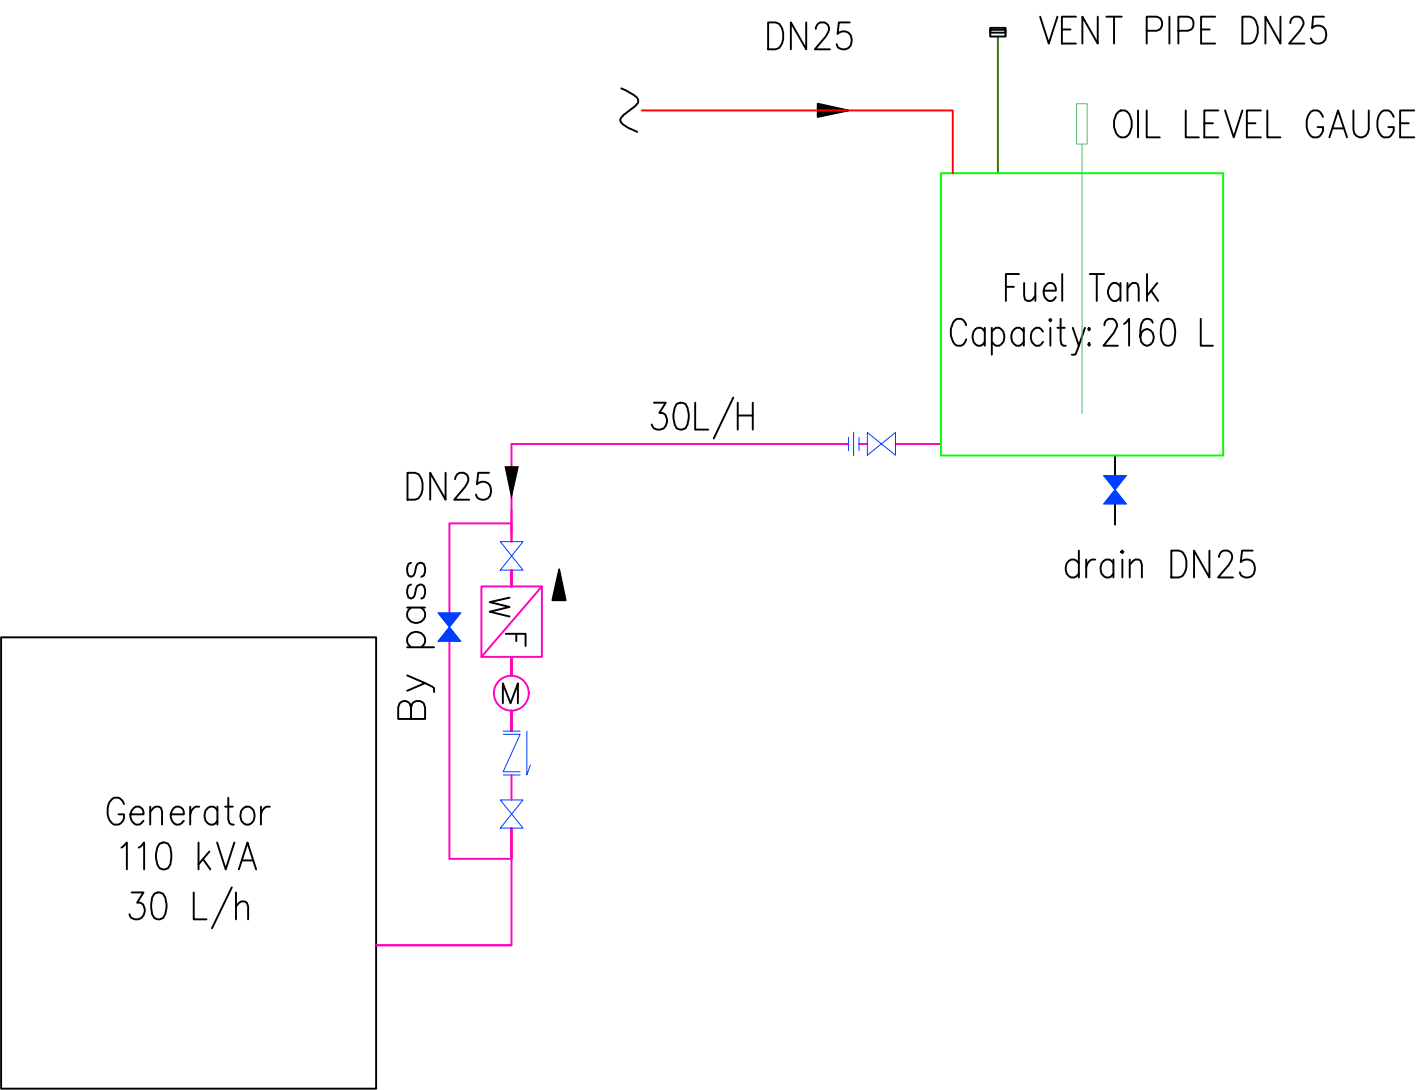 DN25
VENT PIPE DN25
OIL LEVEL GAUGE
Fuel Tank
Capacity: 2160 L
30L/H
DN25
drain DN25
By pass
W
F
M
Generator
110 kVA
30 L/h